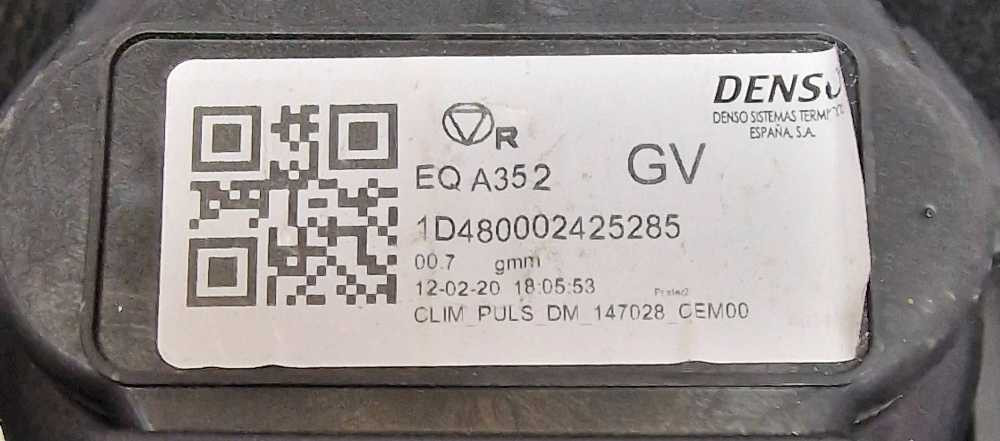 DENSO
DENSO SISTEMAS TERMICOS
ESPAÑA, S.A.
R
EQ A352
GV
1D480002425285
00.7 gmm
12-02-20 18:05:53
CLIM_PULS_DM_147028_CEM00